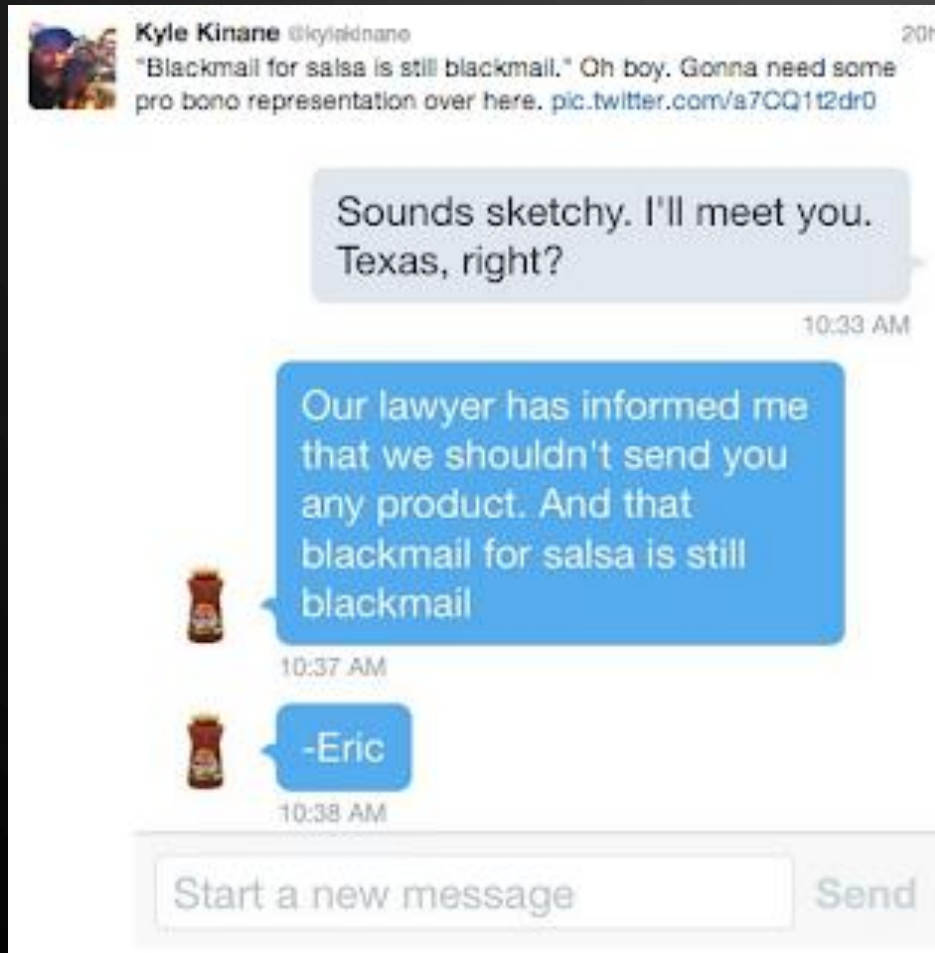 Kyle Kinane @kylekinane 20h
"Blackmail for salsa is still blackmail." Oh boy. Gonna need some
pro bono representation over here. pic.twitter.com/a7CQ1t2dr0
Sounds sketchy. I'll meet you.
Texas, right?
10:33 AM
Our lawyer has informed me
that we shouldn't send you
any product. And that
blackmail for salsa is still
blackmail
10:37 AM
-Eric
10:38 AM
Start a new message Send